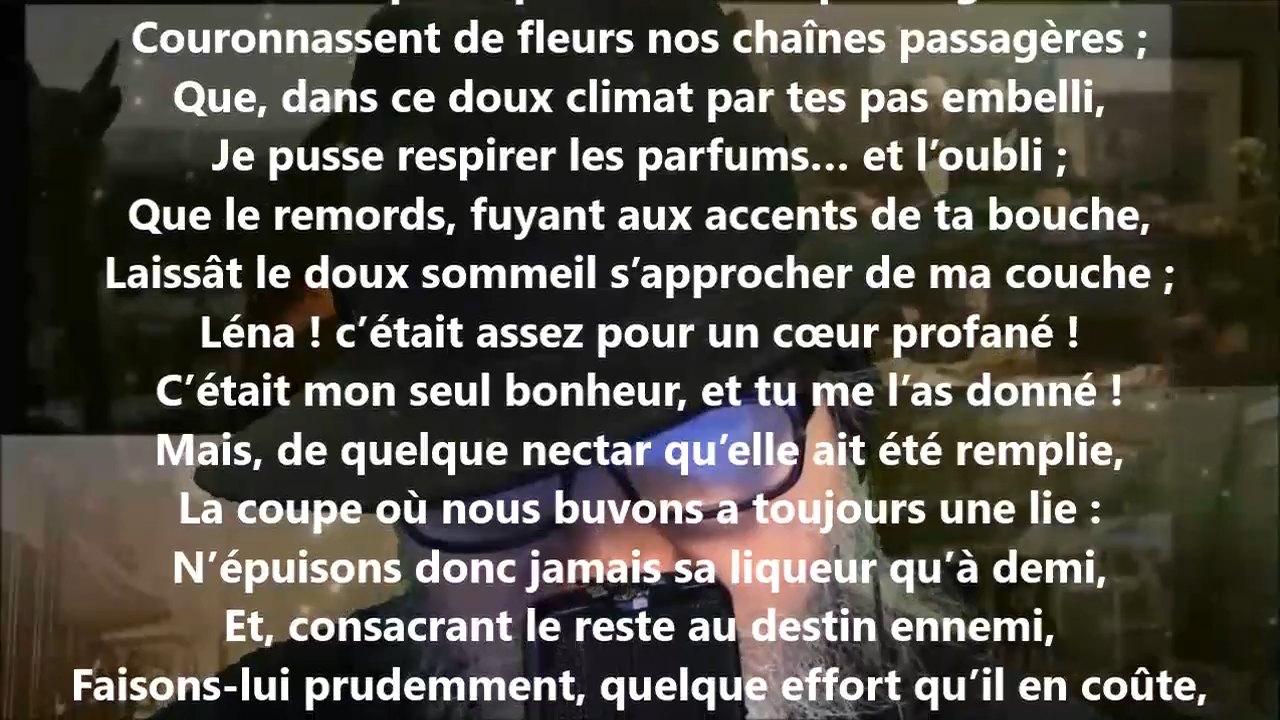 Couronnassent de fleurs nos chaînes passagères ;
Que, dans ce doux climat par tes pas embelli,
Je pusse respirer les parfums… et l’oubli ;
Que le remords, fuyant aux accents de ta bouche,
Laissât le doux sommeil s’approcher de ma couche ;
Léna ! c’était assez pour un cœur profané !
C’était mon seul bonheur, et tu me l’as donné !
Mais, de quelque nectar qu’elle ait été remplie,
La coupe où nous buvons a toujours une lie :
N’épuisons donc jamais sa liqueur qu’à demi,
Et, consacrant le reste au destin ennemi,
Faisons-lui prudemment, quelque effort qu’il en coûte,